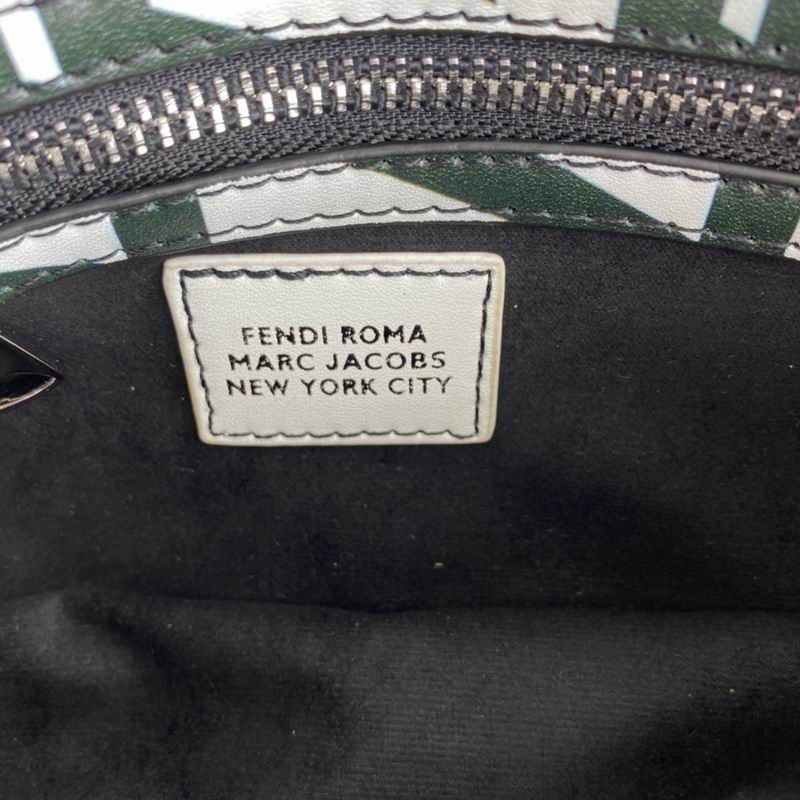 FENDI ROMA
MARC JACOBS
NEW YORK CITY